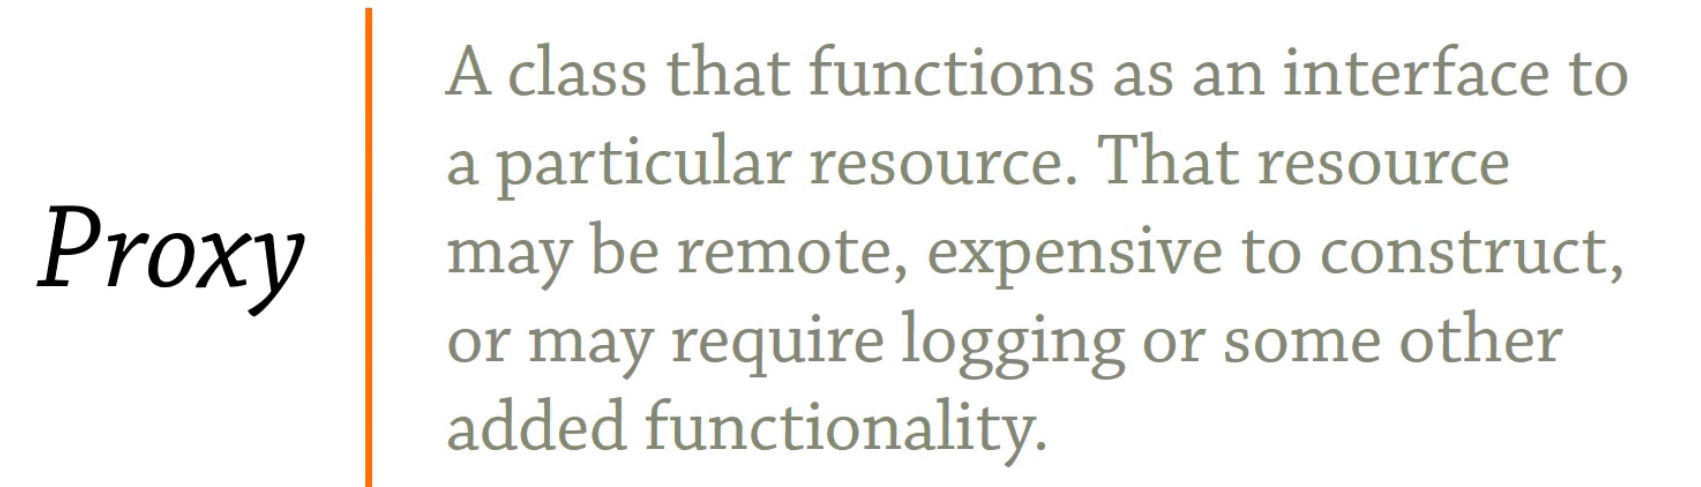 Proxy
A class that functions as an interface to
a particular resource. That resource
may be remote, expensive to construct,
or may require logging or some other
added functionality.